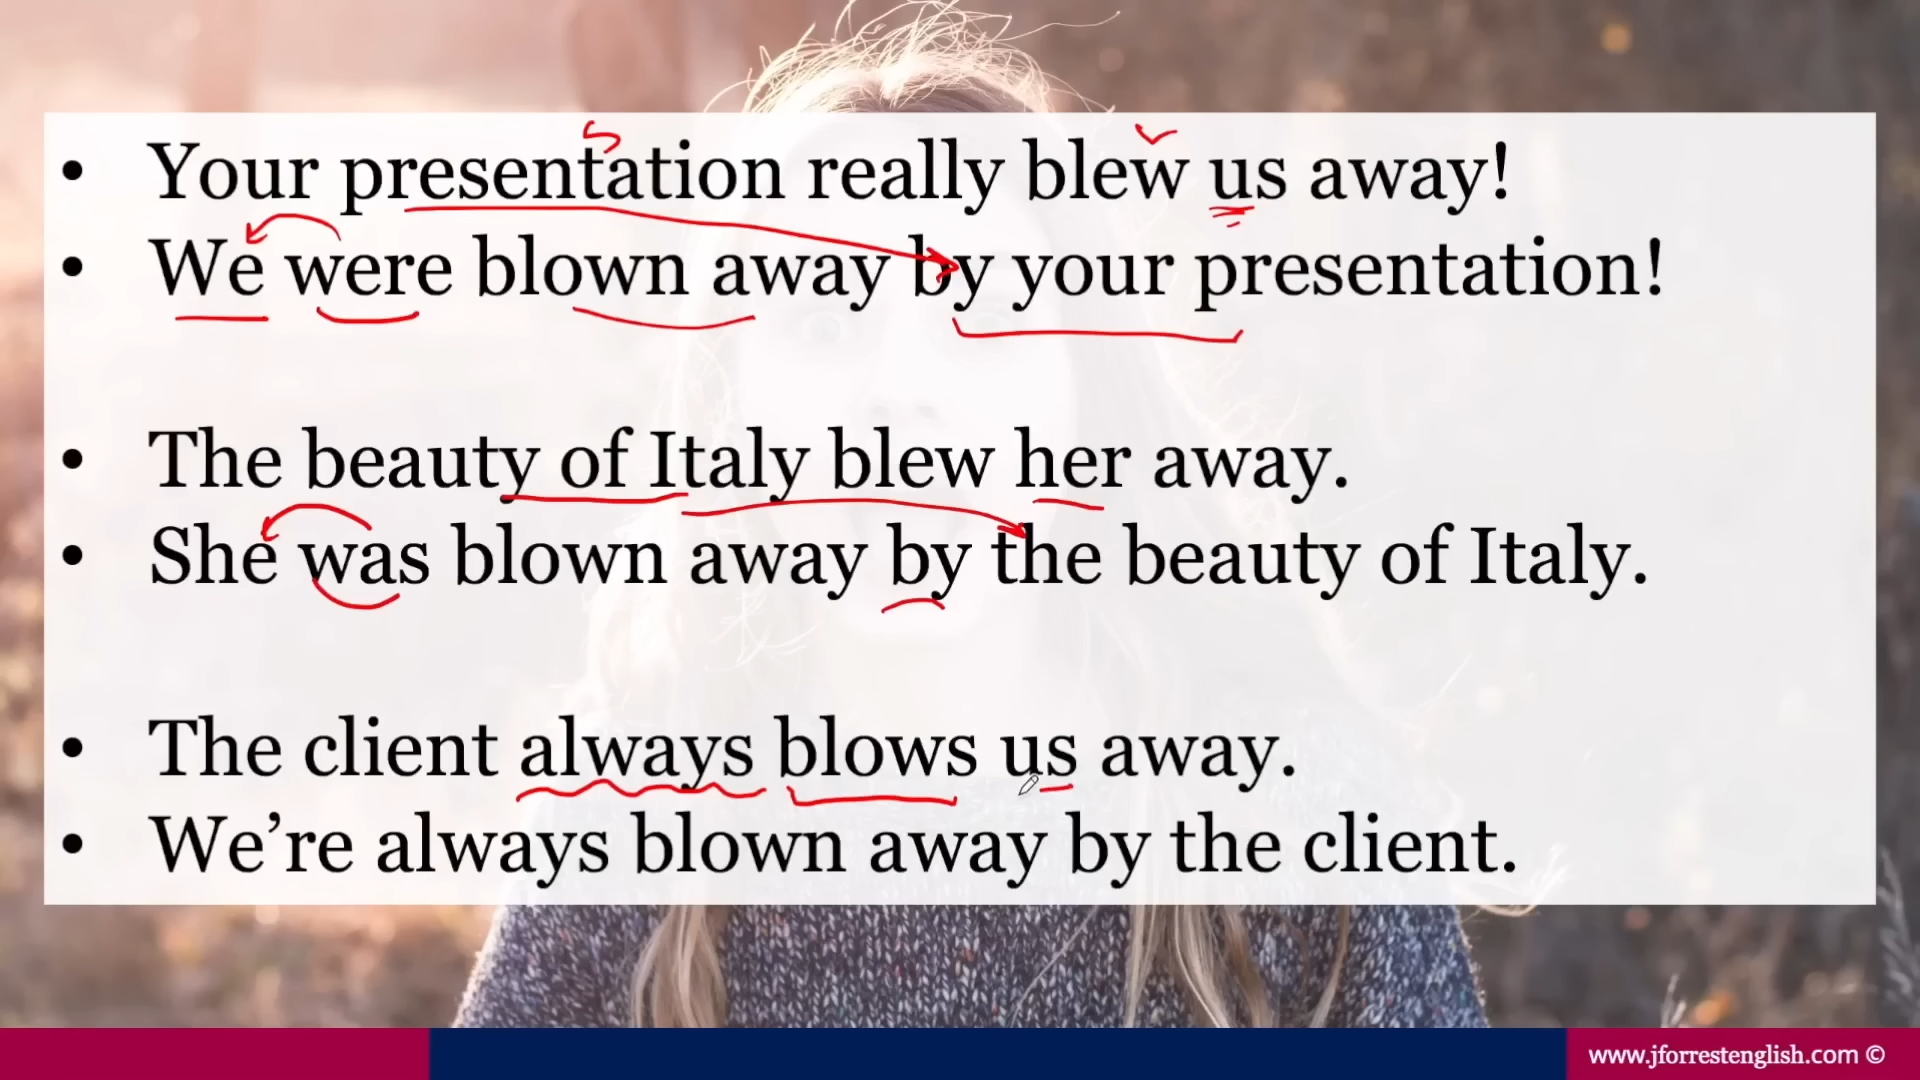 • Your presentation really blew us away!
• We were blown away by your presentation!
• The beauty of Italy blew her away.
• She was blown away by the beauty of Italy.
• The client always blows us away.
• We’re always blown away by the client.
www.jforrestenglish.com ©